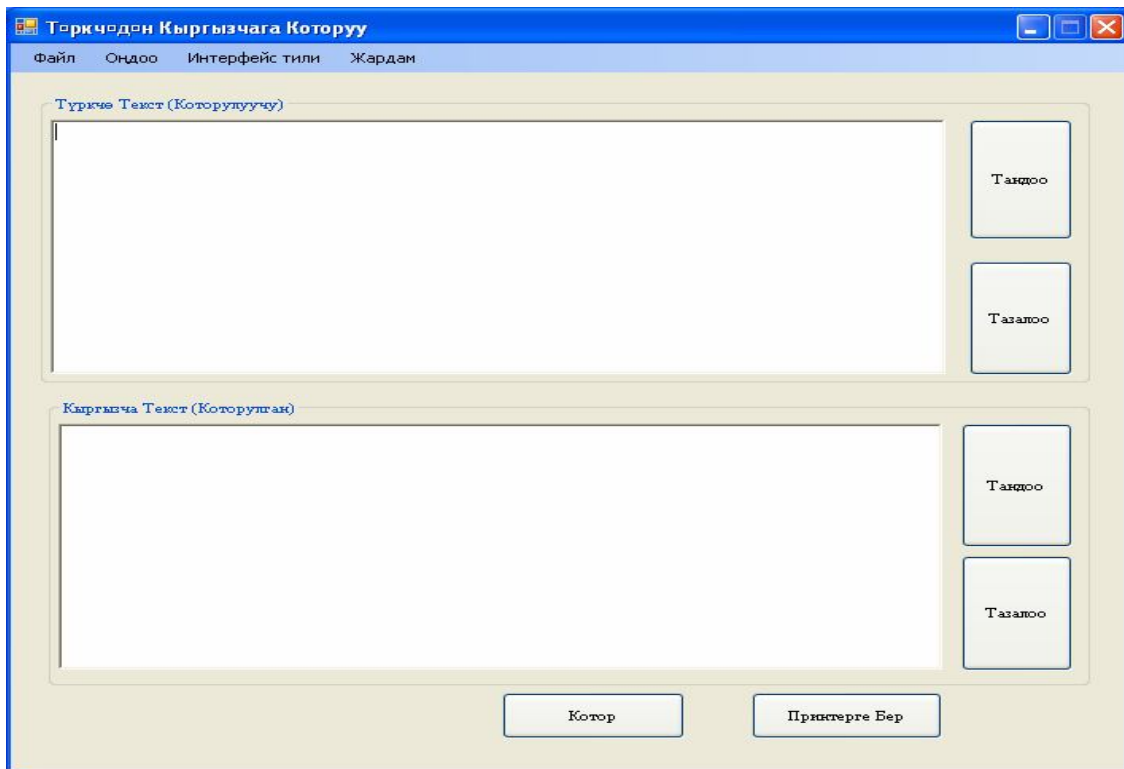 Т▫ркч▫д▫н Кыргызчага Которуу
Файл Оңдоо Интерфейс тили Жардам
Түркчө Текст (Которулуучу)
Тандоо
Тазалоо
Кыргызча Текст (Которулган)
Тандоо
Тазалоо
Котор Принтерге Бер